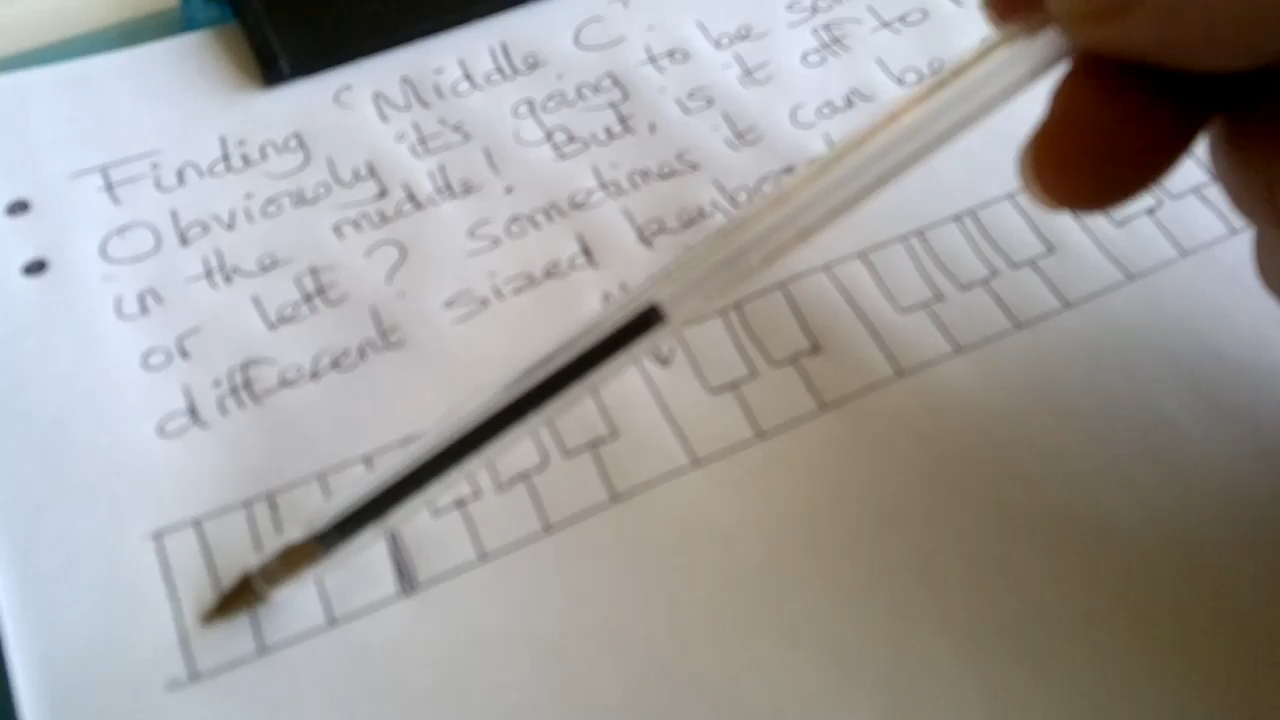 Finding "Middle C".
Obviously it's going to be
in the middle! But, is it off to
or left? sometimes it can be
different sized